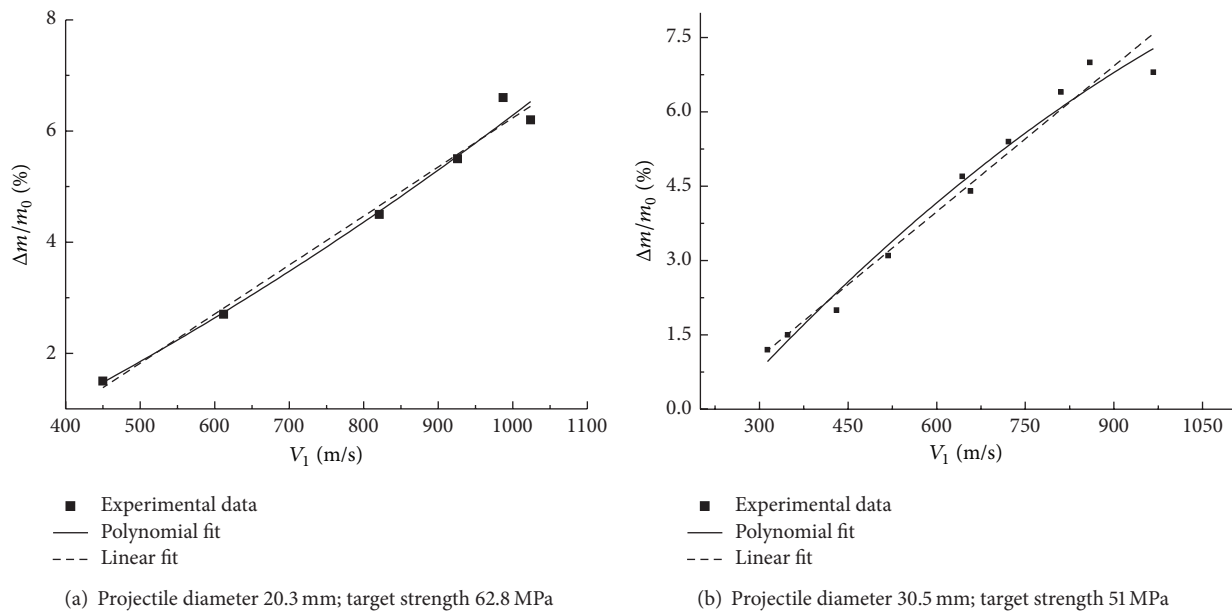 8
6
4
2
Δm/m₀ (%)
400 500 600 700 800 900 1000 1100
V₁ (m/s)
Experimental data
Polynomial fit
Linear fit
(a) Projectile diameter 20.3 mm; target strength 62.8 MPa
7.5
6.0
4.5
3.0
1.5
0.0
Δm/m₀ (%)
300 450 600 750 900 1050
V₁ (m/s)
Experimental data
Polynomial fit
Linear fit
(b) Projectile diameter 30.5 mm; target strength 51 MPa